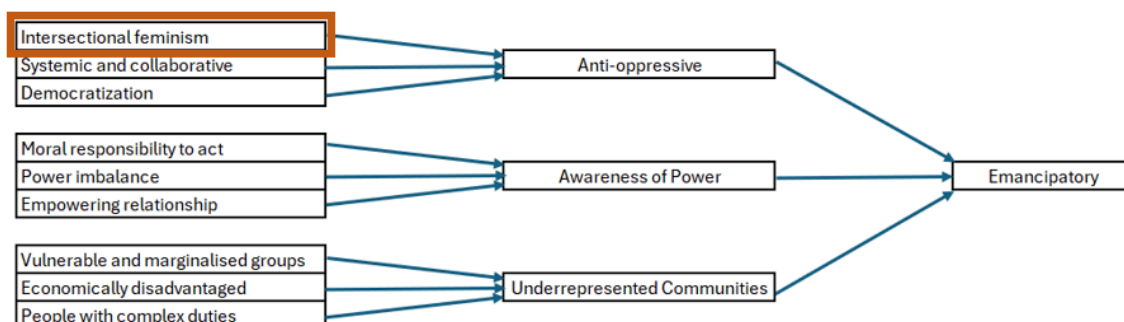 Intersectional feminism
Systemic and collaborative
Democratization
Anti-oppressive
Moral responsibility to act
Power imbalance
Empowering relationship
Awareness of Power
Emancipatory
Vulnerable and marginalised groups
Economically disadvantaged
People with complex duties
Underrepresented Communities